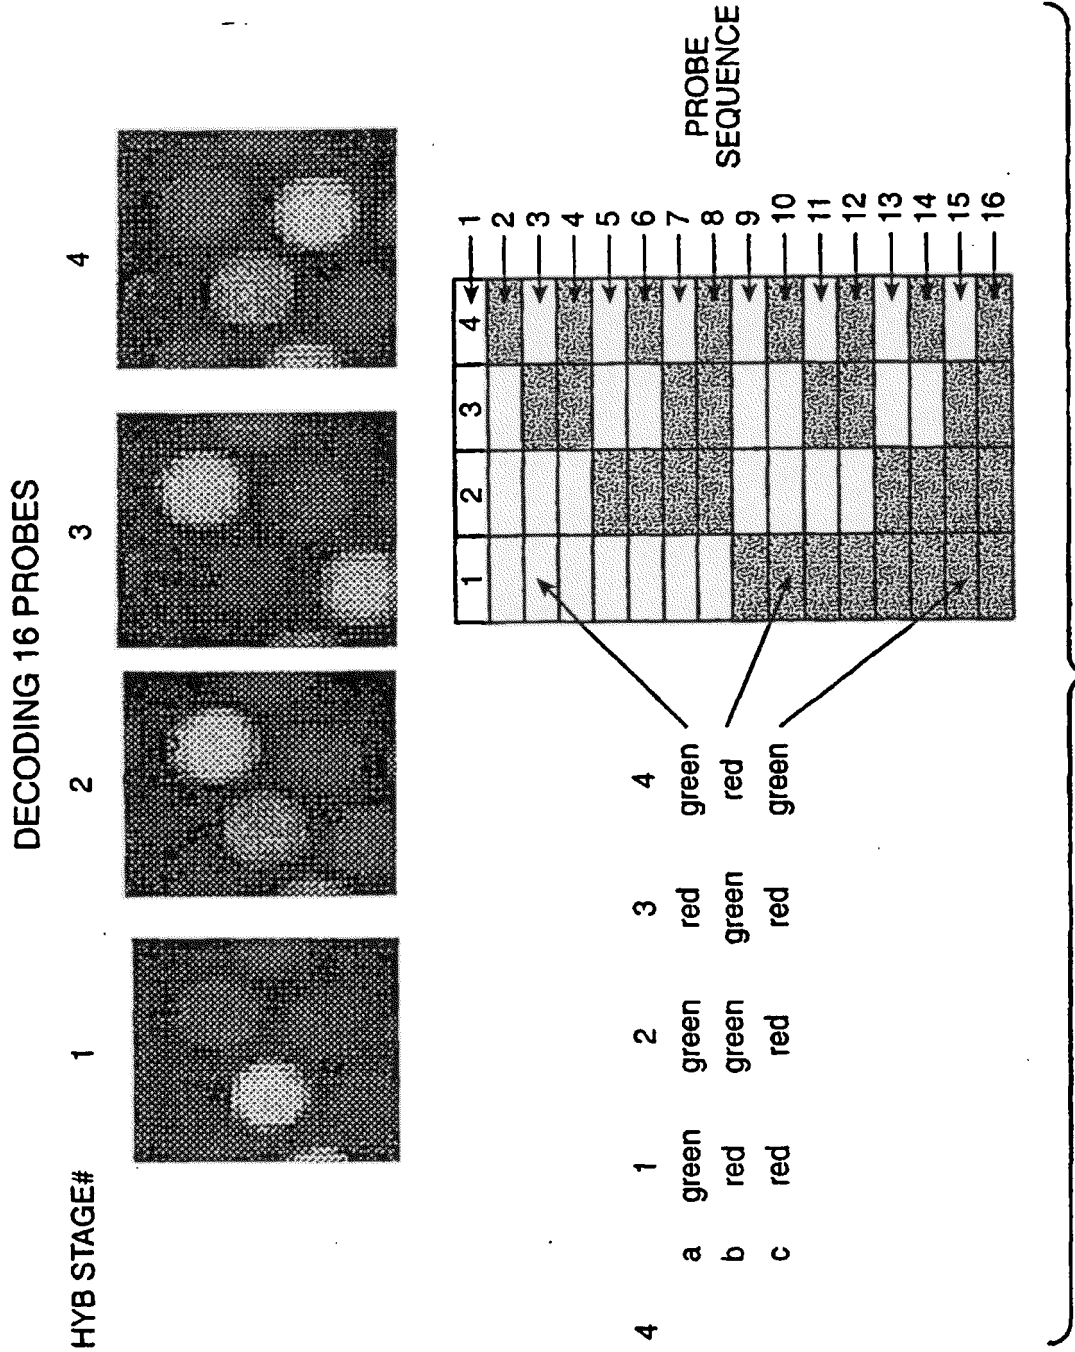 DECODING 16 PROBES
HYB STAGE# 1 2 3 4
4 1 2 3 4
a green green red green
b red green green red
c red red red green
1 2 3 4
1
2
3
4
5
6
7
8
9
10
11
12
13
14
15
16
PROBE
SEQUENCE